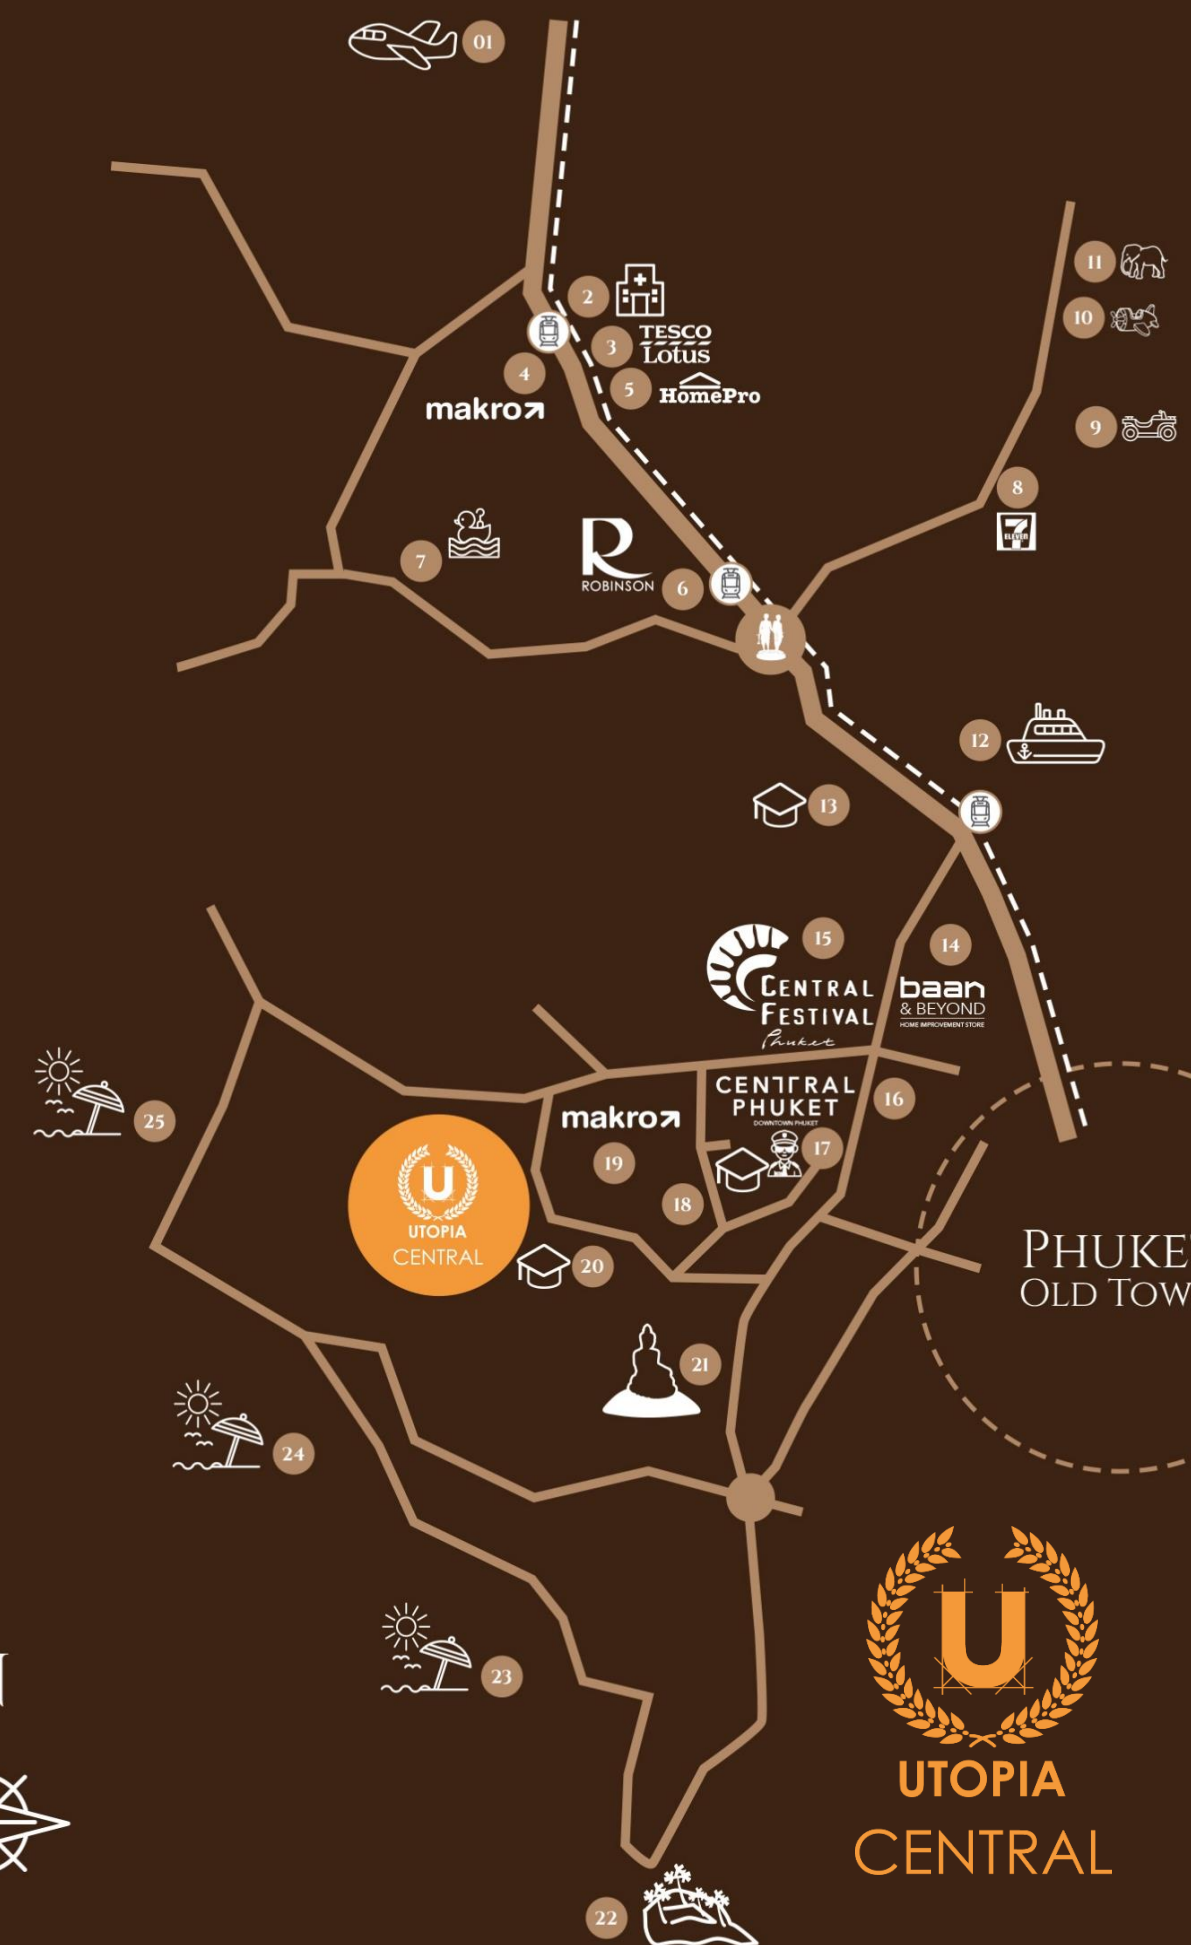 01
11
2
10
TESCO
Lotus
3
4
5
HomePro
makro
9
8
7
ELEVEN
7
R
ROBINSON
6
12
13
15
14
CENTRAL
FESTIVAL
Phuket
baan
& BEYOND
HOME IMPROVEMENT STORE
CENTRAL
PHUKET
DOWNTOWN PHUKET
16
makro
25
17
19
18
U
UTOPIA
CENTRAL
20
PHUKE
OLD TOW
21
24
23
U
UTOPIA
CENTRAL
22